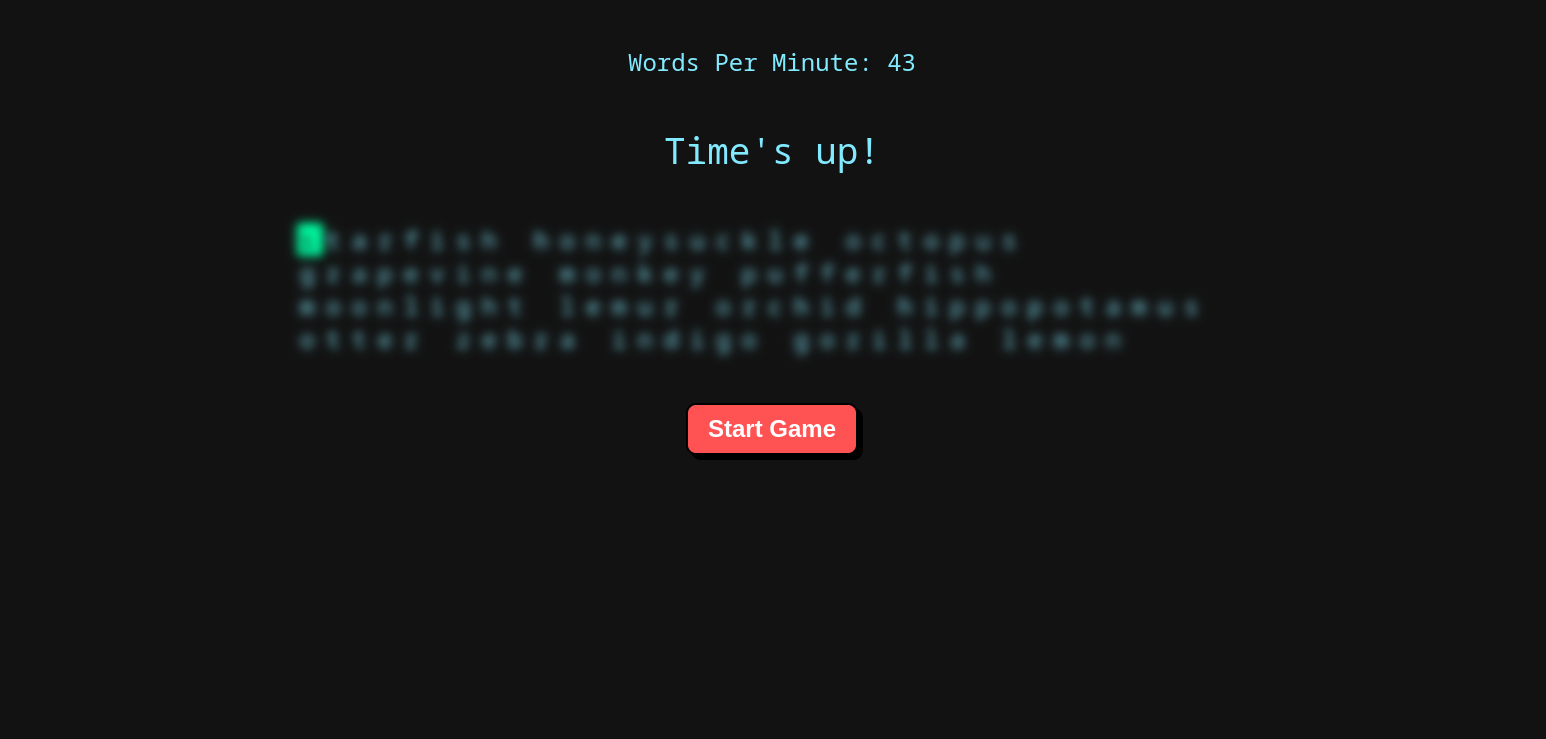 Words Per Minute: 43
Time's up!
starfish honeysuckle octopus
grapevine monkey pufferfish
moonlight lemur orchid hippopotamus
otter zebra indigo gorilla lemon
Start Game